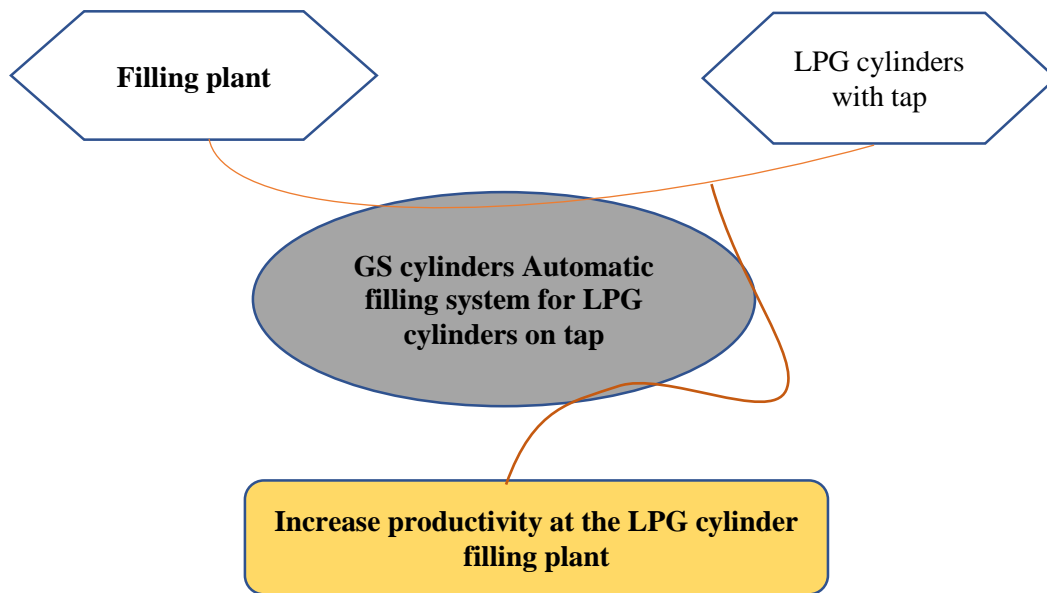 Filling plant
LPG cylinders
with tap
GS cylinders Automatic
filling system for LPG
cylinders on tap
Increase productivity at the LPG cylinder
filling plant